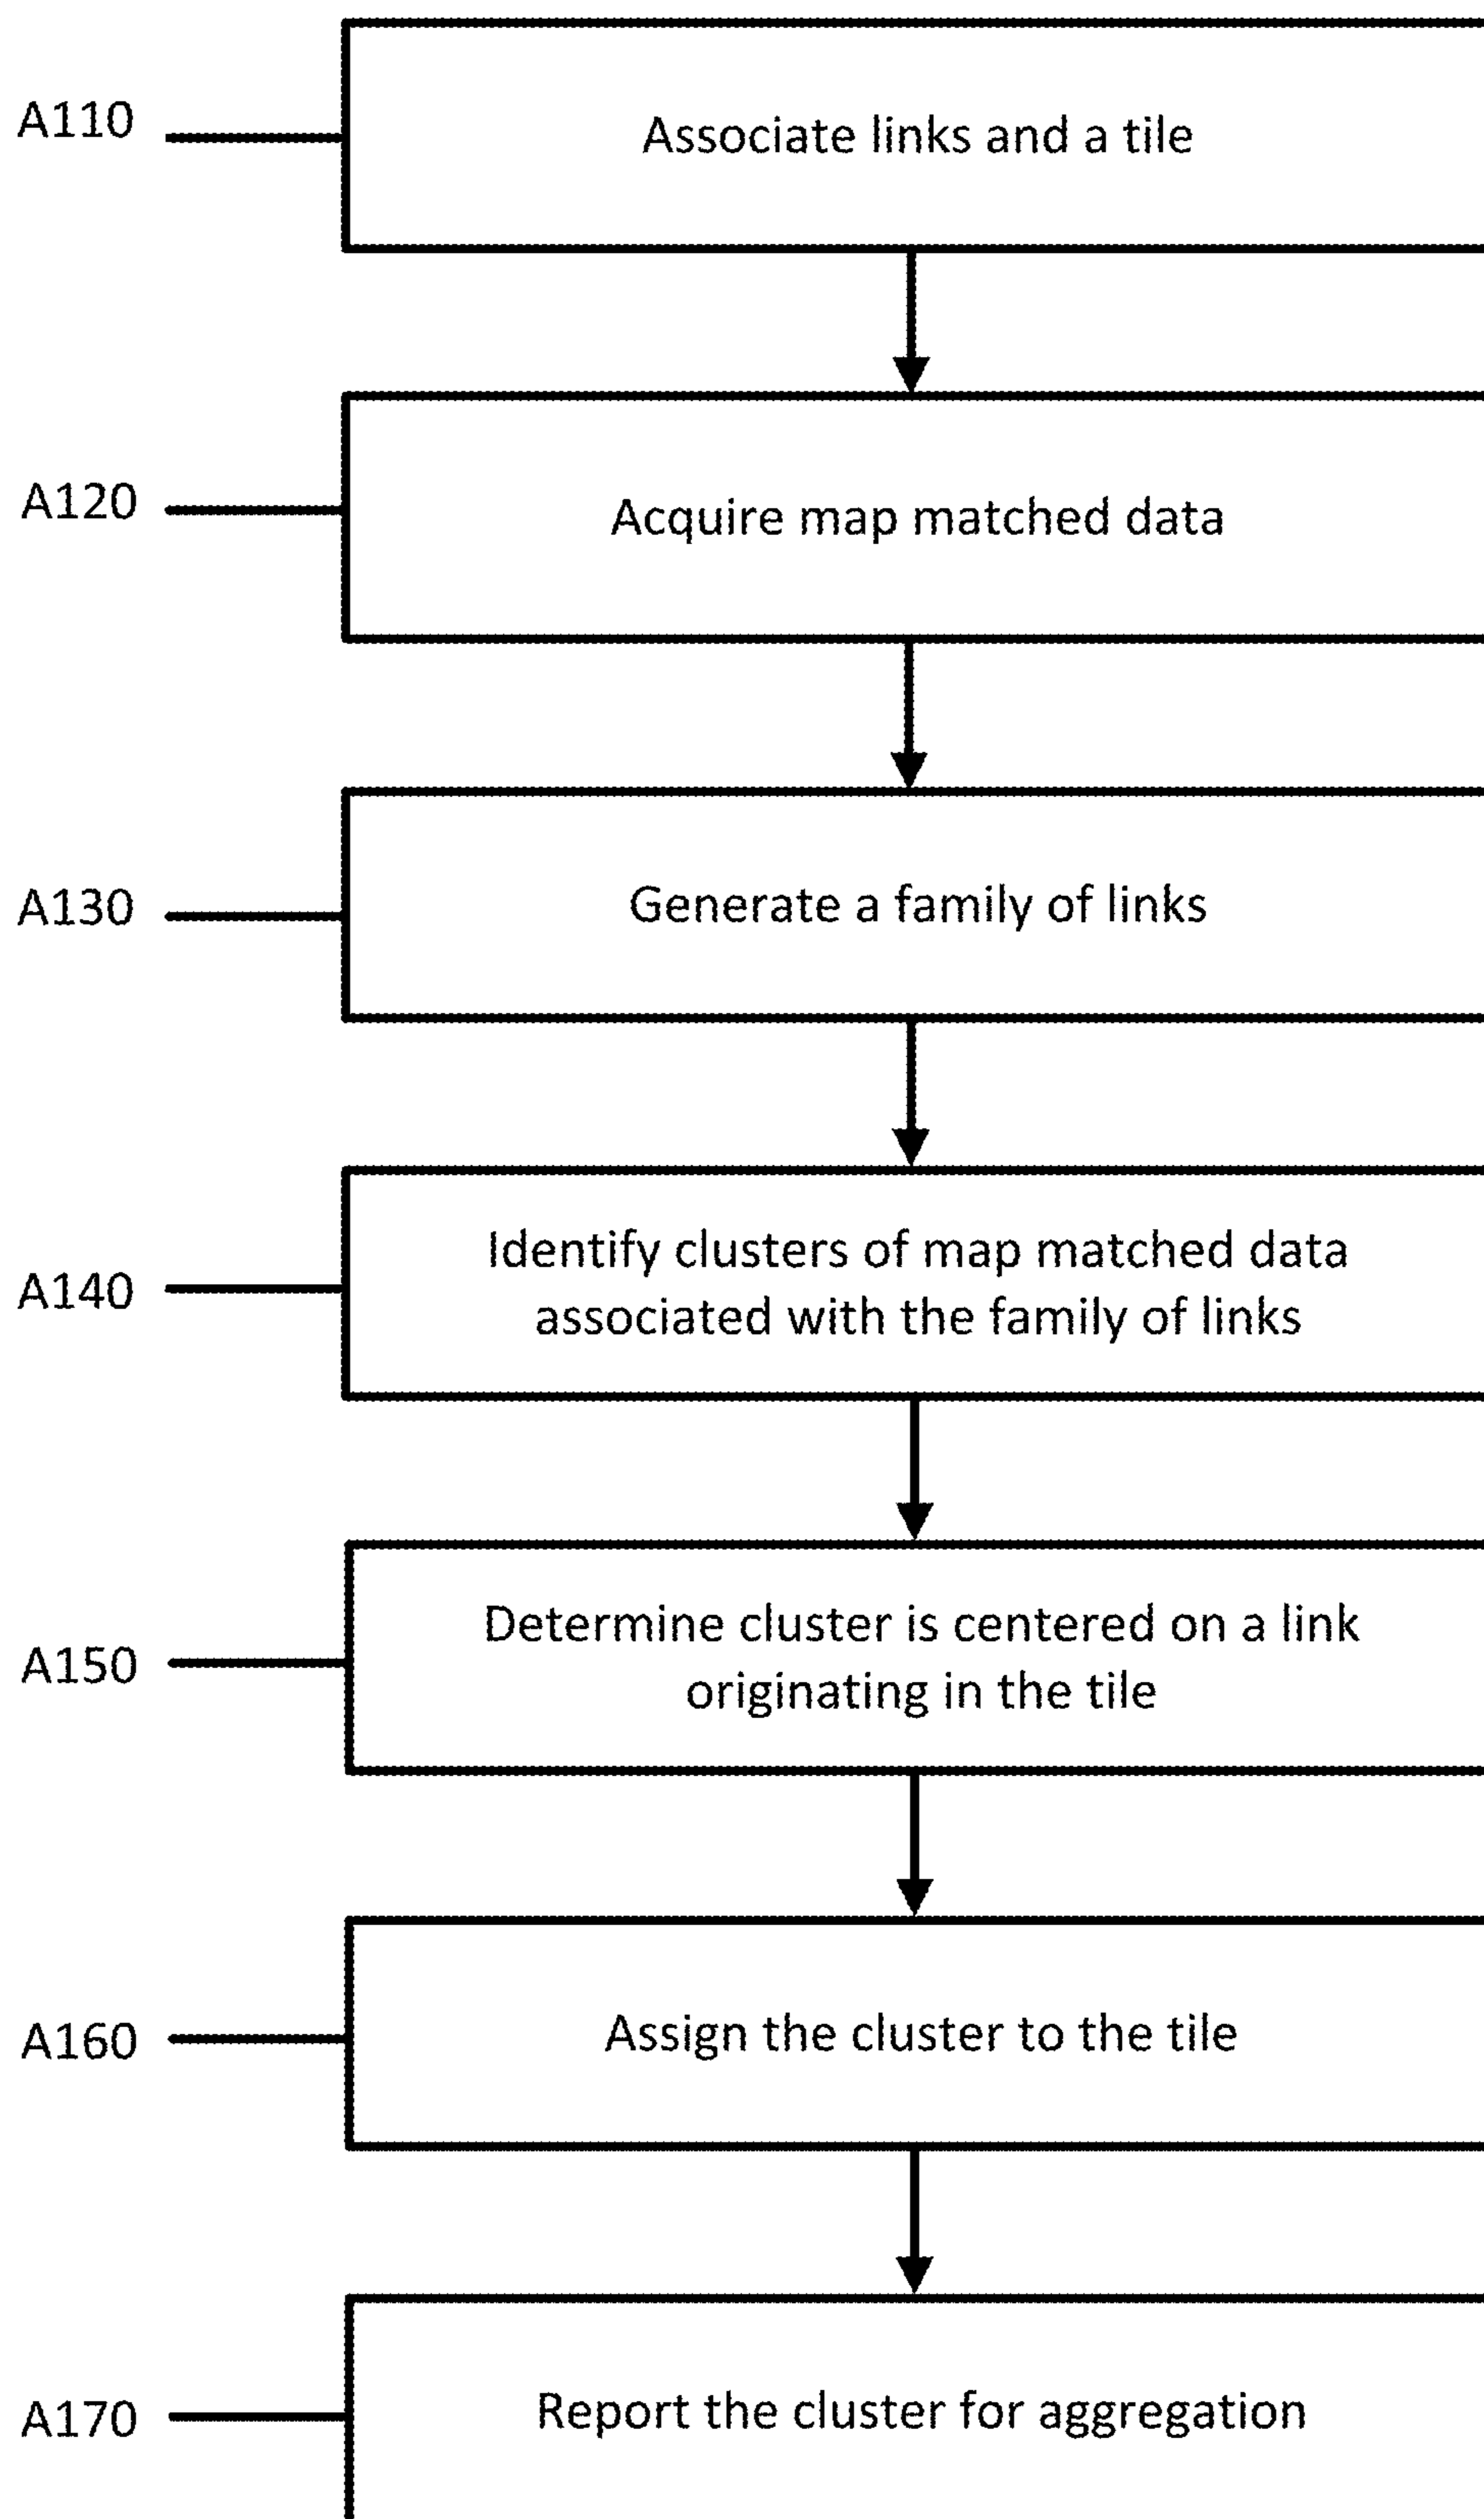 A110
Associate links and a tile
A120
Acquire map matched data
A130
Generate a family of links
A140
Identify clusters of map matched data
associated with the family of links
A150
Determine cluster is centered on a link
originating in the tile
A160
Assign the cluster to the tile
A170
Report the cluster for aggregation